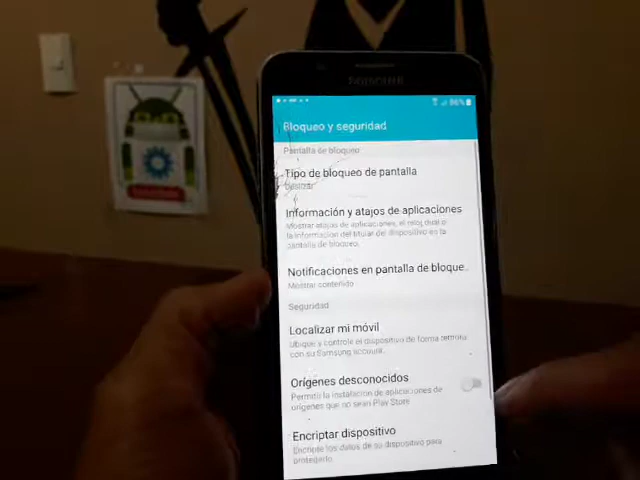 86%
Bloqueo y seguridad
Pantalla de bloqueo
Tipo de bloqueo de pantalla
Deslizar
Información y atajos de aplicaciones
Mostrar atajos de aplicaciones, el reloj dual o
la información del titular del dispositivo en la
pantalla de bloqueo.
Notificaciones en pantalla de bloque..
Mostrar contenido
Seguridad
Localizar mi móvil
Ubique y controle el dispositivo de forma remota
con su Samsung account.
Orígenes desconocidos
Permitir la instalación de aplicaciones de
orígenes que no sean Play Store
Encriptar dispositivo
Encripte los datos de su dispositivo para
protegerlo.